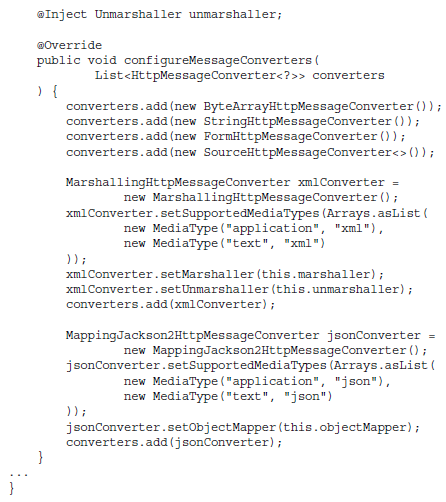 @Inject Unmarshaller unmarshaller;
@Override
public void configureMessageConverters(
List<HttpMessageConverter<?>> converters
) {
converters.add(new ByteArrayHttpMessageConverter());
converters.add(new StringHttpMessageConverter());
converters.add(new FormHttpMessageConverter());
converters.add(new SourceHttpMessageConverter<>());
MarshallingHttpMessageConverter xmlConverter =
new MarshallingHttpMessageConverter();
xmlConverter.setSupportedMediaTypes(Arrays.asList(
new MediaType("application", "xml"),
new MediaType("text", "xml")
));
xmlConverter.setMarshaller(this.marshaller);
xmlConverter.setUnmarshaller(this.unmarshaller);
converters.add(xmlConverter);
MappingJackson2HttpMessageConverter jsonConverter =
new MappingJackson2HttpMessageConverter();
jsonConverter.setSupportedMediaTypes(Arrays.asList(
new MediaType("application", "json"),
new MediaType("text", "json")
));
jsonConverter.setObjectMapper(this.objectMapper);
converters.add(jsonConverter);
}
...
}